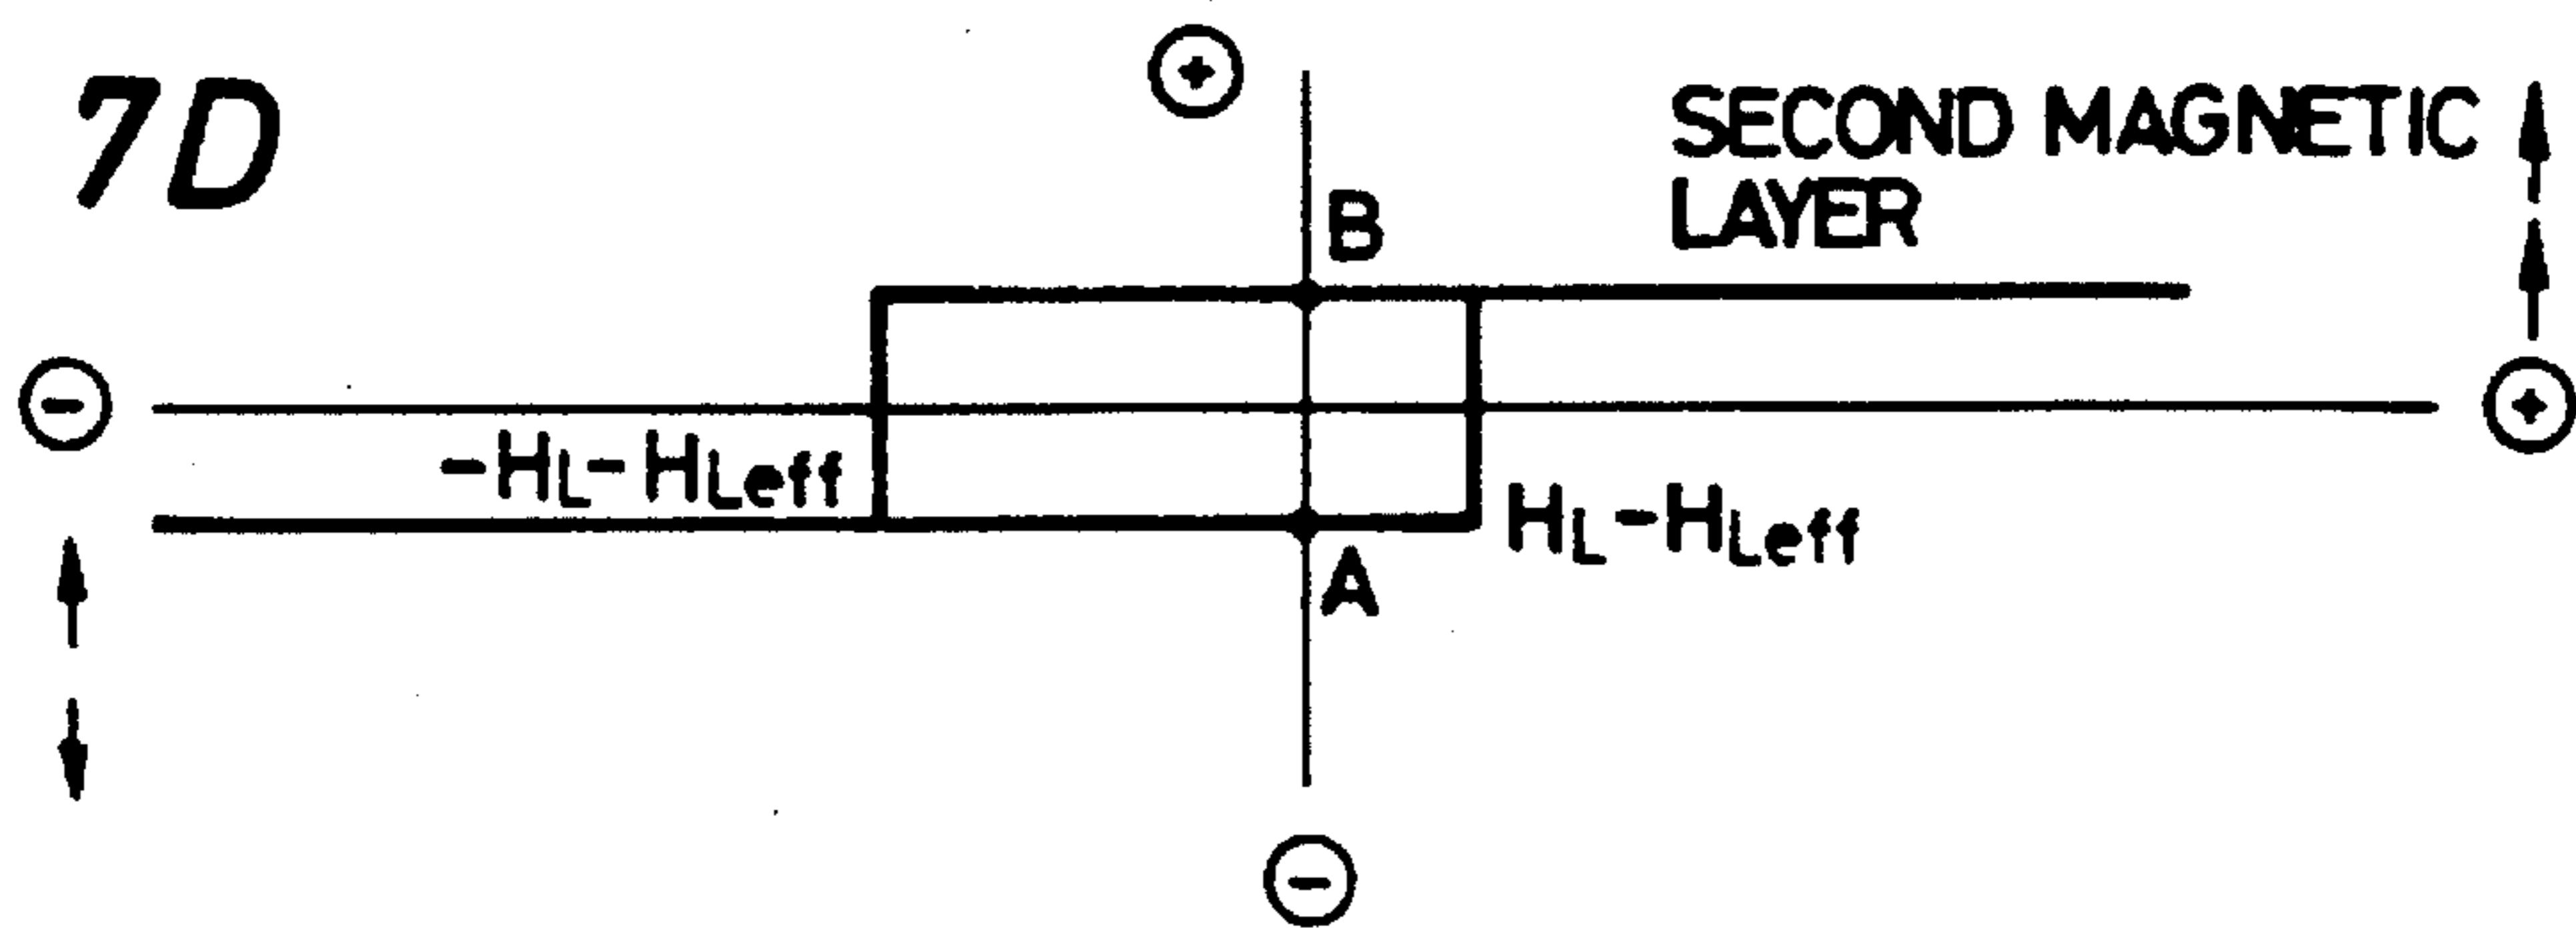 7D
⊕
SECOND MAGNETIC
LAYER
B
⊖
⊕
-HL-HLeff
HL-HLeff
A
⊖